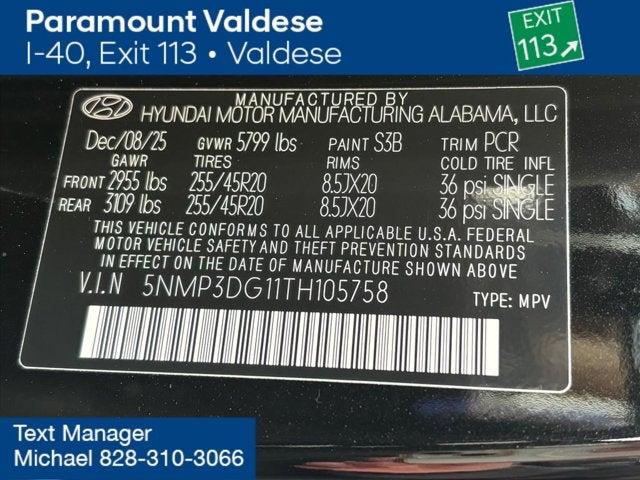 Paramount Valdese
I-40, Exit 113 • Valdese
EXIT
113
MANUFACTURED BY
HYUNDAI MOTOR MANUFACTURING ALABAMA, LLC
Dec/08/25 GVWR 5799 lbs PAINT S3B TRIM PCR
GAWR TIRES RIMS COLD TIRE INFL
FRONT 2955 lbs 255/45R20 8.5JX20 36 psi SINGLE
REAR 3109 lbs 255/45R20 8.5JX20 36 psi SINGLE
THIS VEHICLE CONFORMS TO ALL APPLICABLE U.S.A. FEDERAL
MOTOR VEHICLE SAFETY AND THEFT PREVENTION STANDARDS
IN EFFECT ON THE DATE OF MANUFACTURE SHOWN ABOVE.
V.I.N 5NMP3DG11TH105758 TYPE: MPV
Text Manager
Michael 828-310-3066